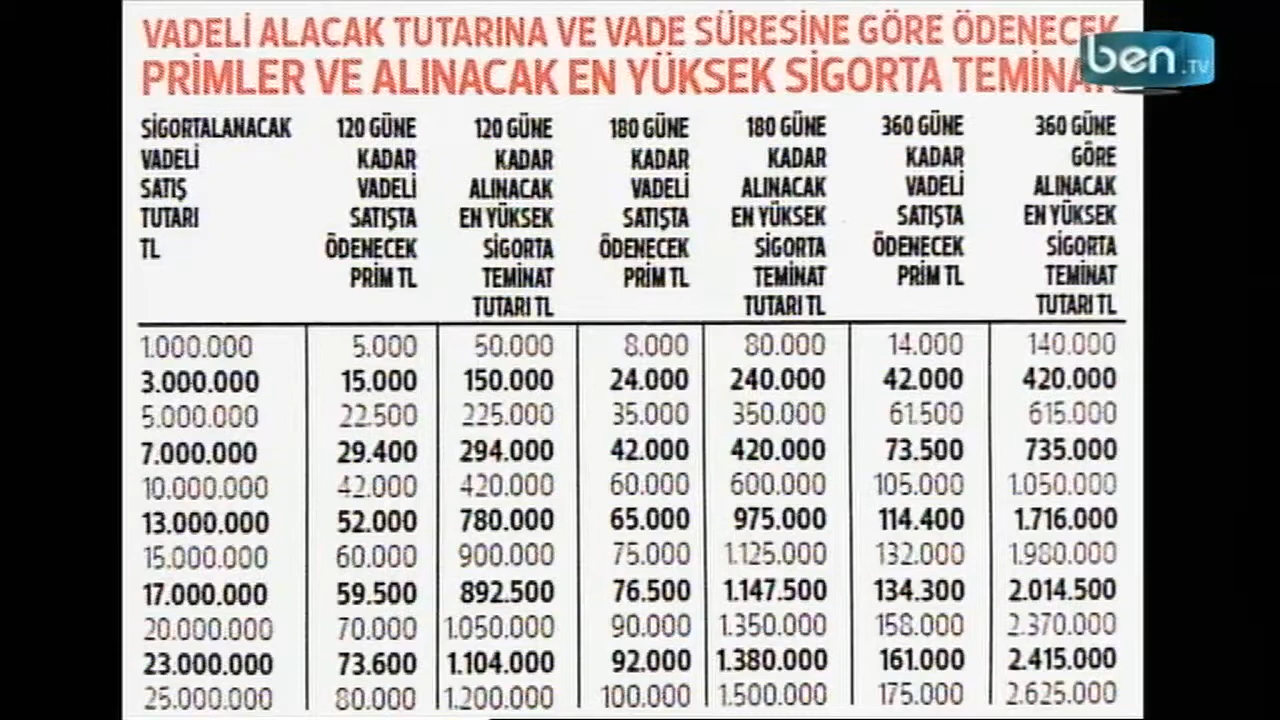 VADELİ ALACAK TUTARINA VE VADE SÜRESİNE GÖRE ÖDENECEK
PRİMLER VE ALINACAK EN YÜKSEK SİGORTA
ben.TV
SİGORTALANACAK 120 GÜNE 120 GÜNE 180 GÜNE 180 GÜNE 360 GÜNE 360 GÜNE
VADELİ KADAR KADAR KADAR KADAR KADAR GÖRE
SATIŞ VADELİ ALINACAK VADELİ ALINACAK VADELİ ALINACAK
TUTARI SATIŞTA EN YÜKSEK SATIŞTA EN YÜKSEK SATIŞTA EN YÜKSEK
TL ÖDENECEK SİGORTA ÖDENECEK SİGORTA ÖDENECEK SİGORTA
PRİM TL TEMİNAT PRİM TL TEMİNAT PRİM TL TEMİNAT
TUTARI TL TUTARI TL TUTARI TL
1.000.000 5.000 50.000 8.000 80.000 14.000 140.000
3.000.000 15.000 150.000 24.000 240.000 42.000 420.000
5.000.000 22.500 225.000 35.000 350.000 61.500 615.000
7.000.000 29.400 294.000 42.000 420.000 73.500 735.000
10.000.000 42.000 420.000 60.000 600.000 105.000 1.050.000
13.000.000 52.000 780.000 65.000 975.000 114.400 1.716.000
15.000.000 60.000 900.000 75.000 1.125.000 132.000 1.980.000
17.000.000 59.500 892.500 76.500 1.147.500 134.300 2.014.500
20.000.000 70.000 1.050.000 90.000 1.350.000 158.000 2.370.000
23.000.000 73.600 1.104.000 92.000 1.380.000 161.000 2.415.000
25.000.000 80.000 1.200.000 100.000 1.500.000 175.000 2.625.000